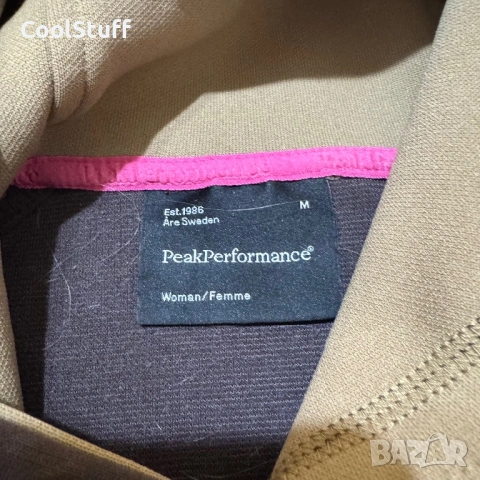 CoolStuff
Est.1986 M
Åre Sweden
PeakPerformance®
Woman/Femme
BAZAR